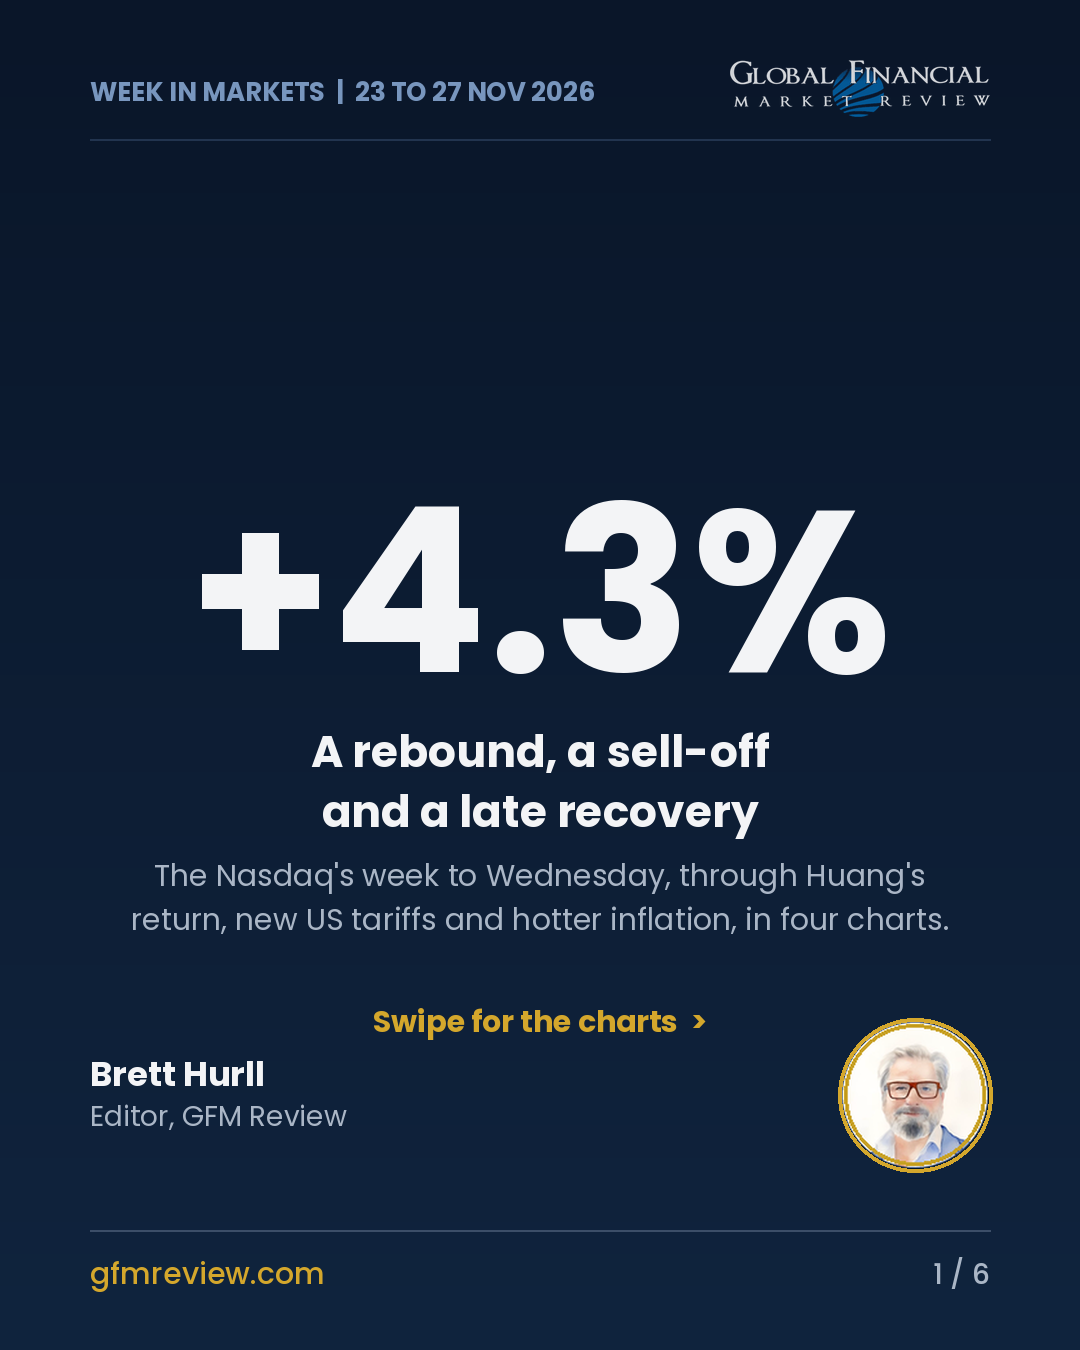 WEEK IN MARKETS | 23 TO 27 NOV 2026
GLOBAL FINANCIAL
MARKET REVIEW
+4.3%
A rebound, a sell-off
and a late recovery
The Nasdaq's week to Wednesday, through Huang's
return, new US tariffs and hotter inflation, in four charts.
Swipe for the charts >
Brett Hurll
Editor, GFM Review
gfmreview.com
1 / 6